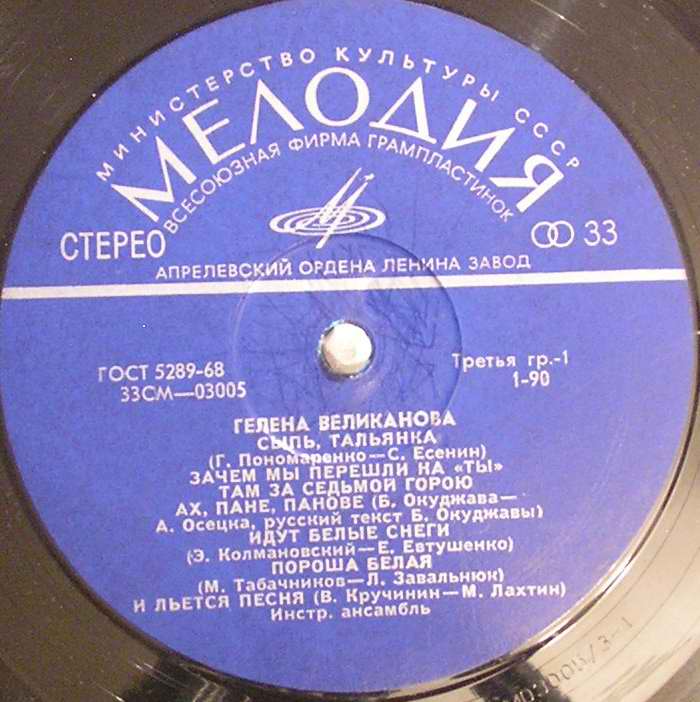 МИНИСТЕРСТВО КУЛЬТУРЫ СССР
МЕЛОДИЯ
ВСЕСОЮЗНАЯ ФИРМА ГРАМПЛАСТИНОК
СТЕРЕО
33
АПРЕЛЕВСКИЙ ОРДЕНА ЛЕНИНА ЗАВОД
ГОСТ 5289-68
Третья гр.-1
33СМ—03005
1-90
ГЕЛЕНА ВЕЛИКАНОВА
СЫПЬ, ТАЛЬЯНКА
(Г. Пономаренко—С. Есенин)
ЗАЧЕМ МЫ ПЕРЕШЛИ НА «ТЫ»
ТАМ ЗА СЕДЬМОЙ ГОРОЮ
АХ, ПАНЕ, ПАНОВЕ (Б. Окуджава—
А. Осецка, русский текст Б. Окуджавы)
ИДУТ БЕЛЫЕ СНЕГИ
(Э. Колмановский—Е. Евтушенко)
ПОРОША БЕЛАЯ
(М. Табачников—Л. Завальнюк)
И ЛЬЕТСЯ ПЕСНЯ (В. Кручинин—М. Лахтин)
Инстр. ансамбль